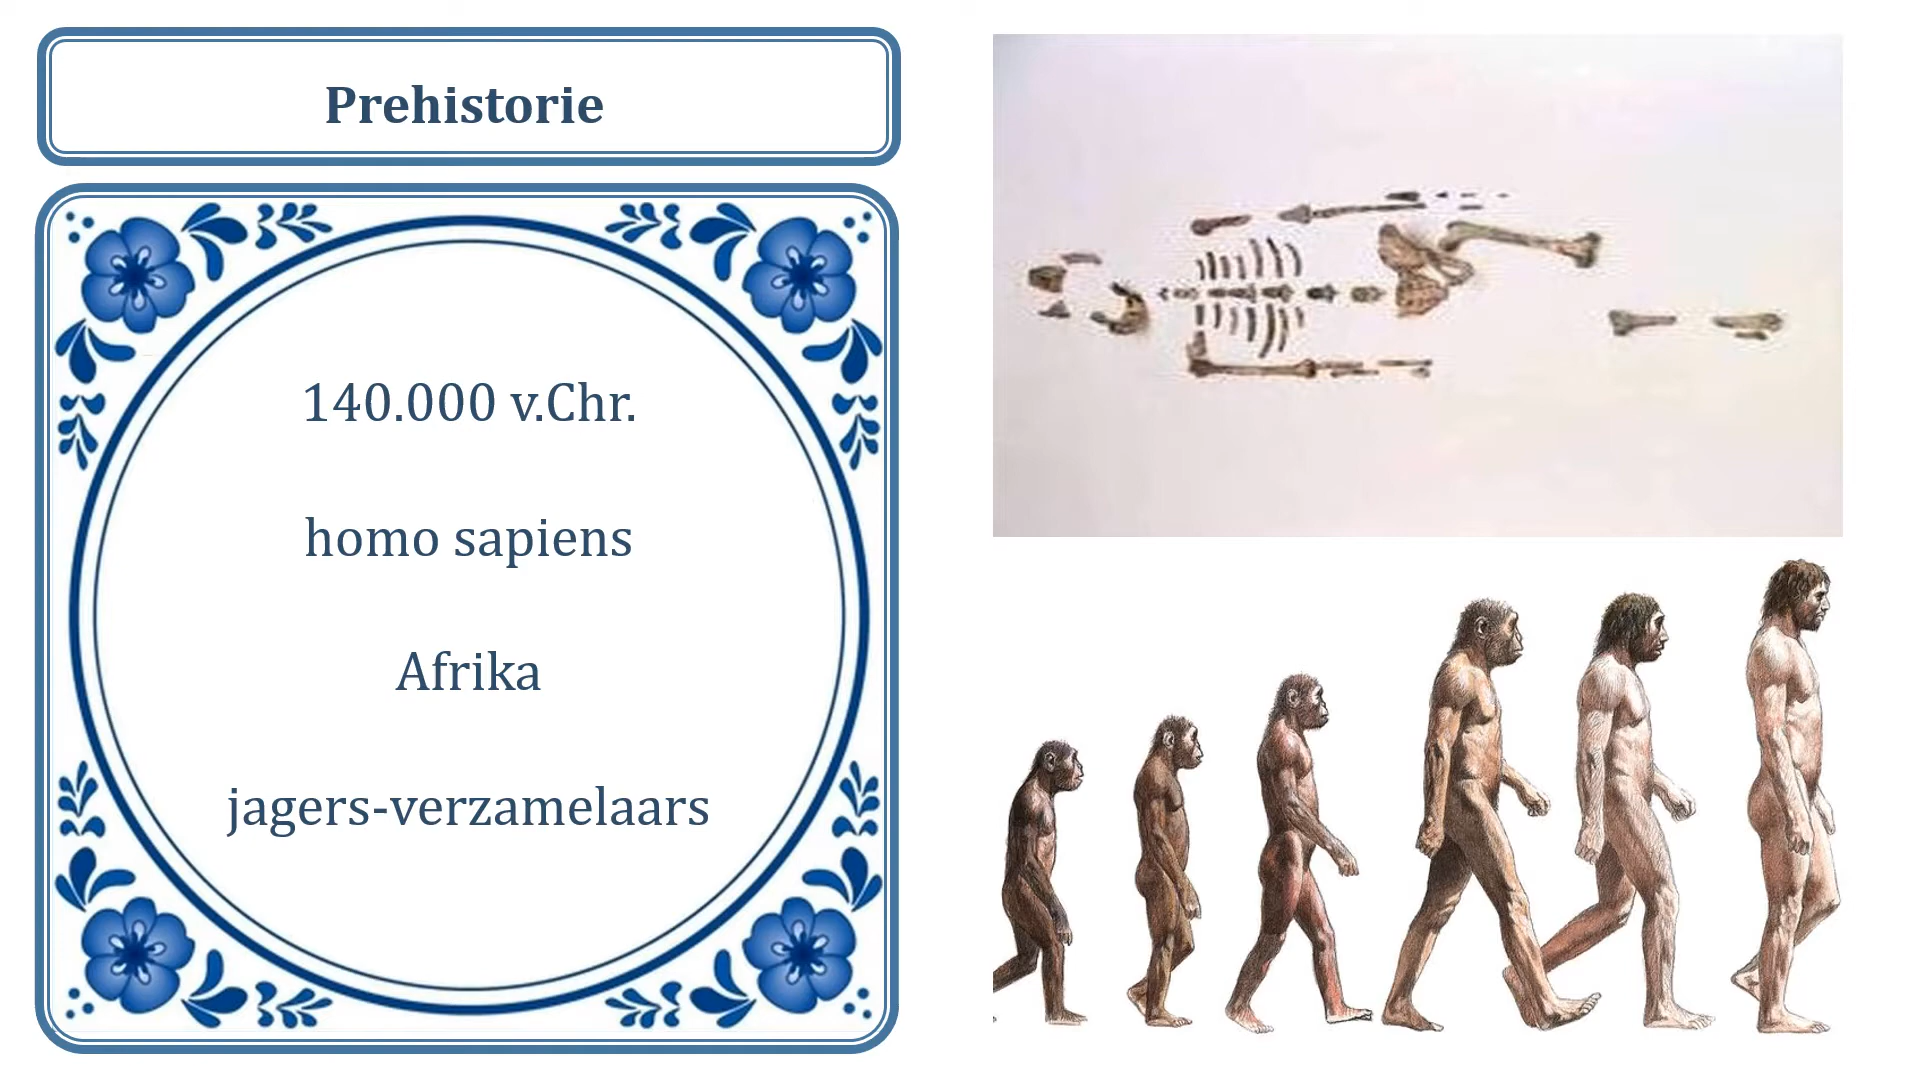 Prehistorie
140.000 v.Chr.
homo sapiens
Afrika
jagers-verzamelaars